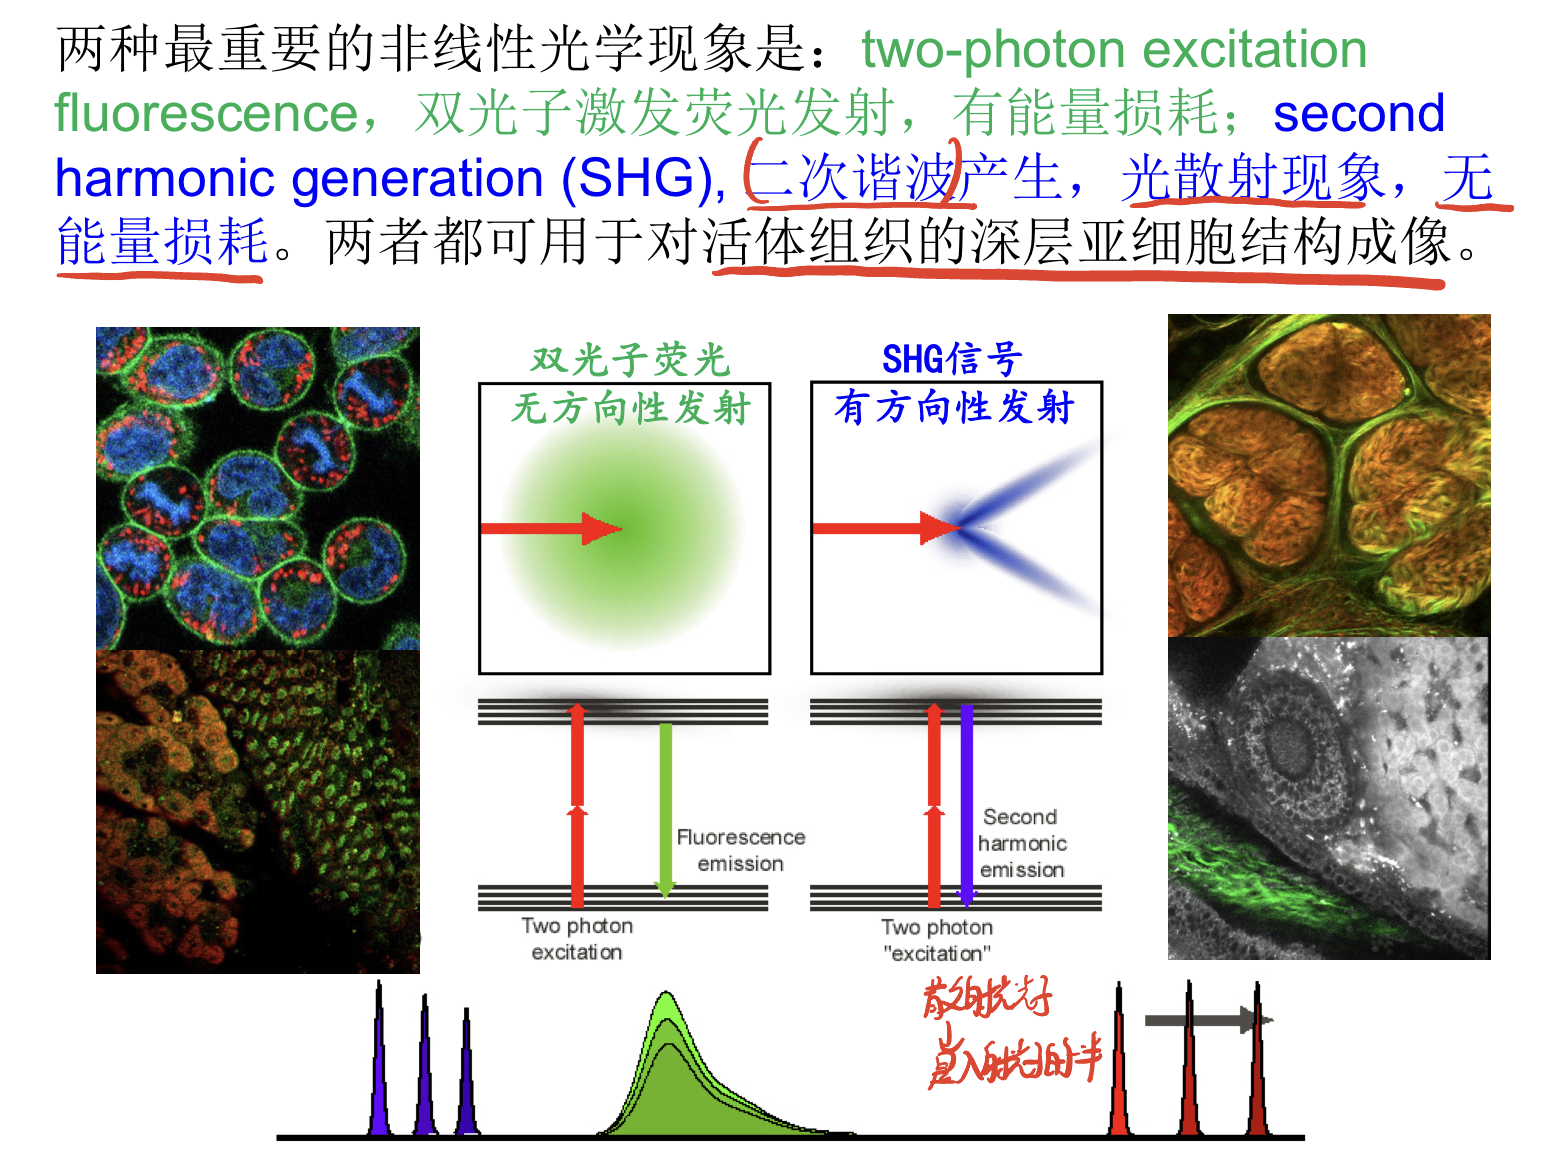 两种最重要的非线性光学现象是：two-photon excitation
fluorescence，双光子激发荧光发射，有能量损耗；second
harmonic generation (SHG), 二次谐波产生，光散射现象，无
能量损耗。两者都可用于对活体组织的深层亚细胞结构成像。
双光子荧光
无方向性发射
SHG信号
有方向性发射
Fluorescence
emission
Two photon
excitation
Second
harmonic
emission
Two photon
"excitation"
散射光子
是入射光子的一半